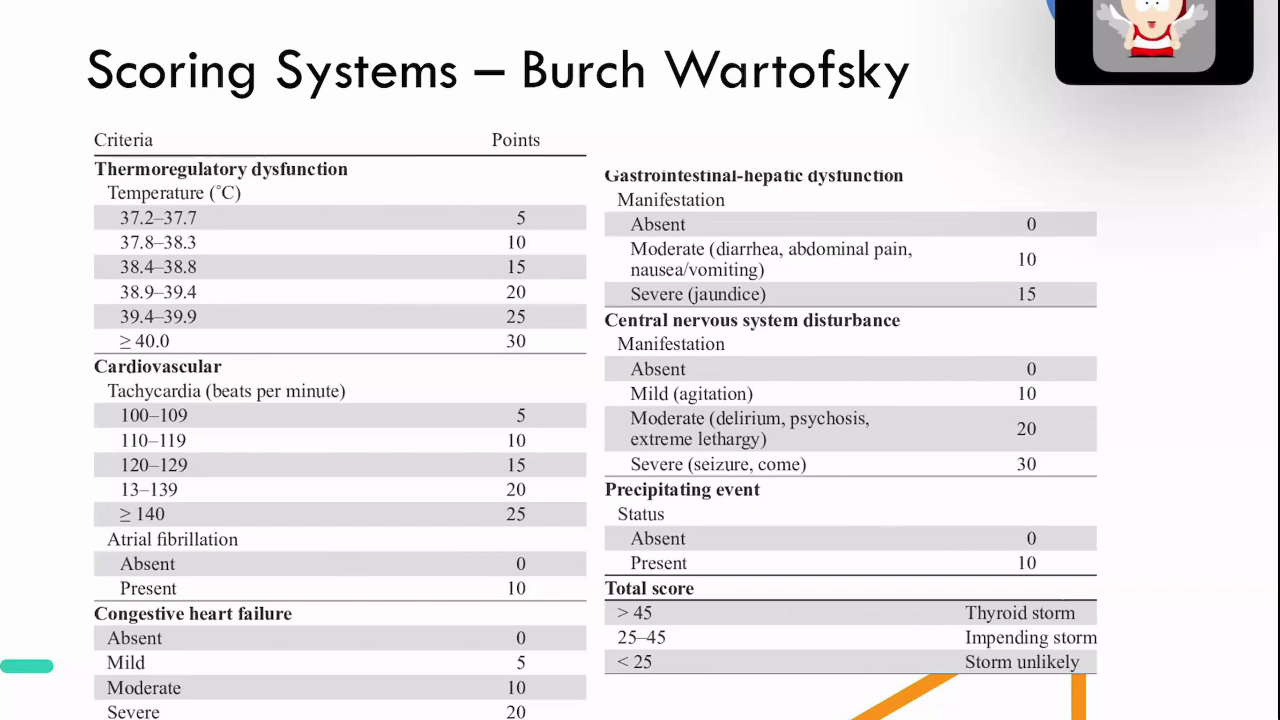 Scoring Systems – Burch Wartofsky
Criteria Points
Thermoregulatory dysfunction
Temperature (°C)
37.2–37.7 5
37.8–38.3 10
38.4–38.8 15
38.9–39.4 20
39.4–39.9 25
≥ 40.0 30
Cardiovascular
Tachycardia (beats per minute)
100–109 5
110–119 10
120–129 15
13–139 20
≥ 140 25
Atrial fibrillation
Absent 0
Present 10
Congestive heart failure
Absent 0
Mild 5
Moderate 10
Severe 20
Gastrointestinal-hepatic dysfunction
Manifestation
Absent 0
Moderate (diarrhea, abdominal pain,
nausea/vomiting) 10
Severe (jaundice) 15
Central nervous system disturbance
Manifestation
Absent 0
Mild (agitation) 10
Moderate (delirium, psychosis,
extreme lethargy) 20
Severe (seizure, come) 30
Precipitating event
Status
Absent 0
Present 10
Total score
> 45 Thyroid storm
25–45 Impending storm
< 25 Storm unlikely